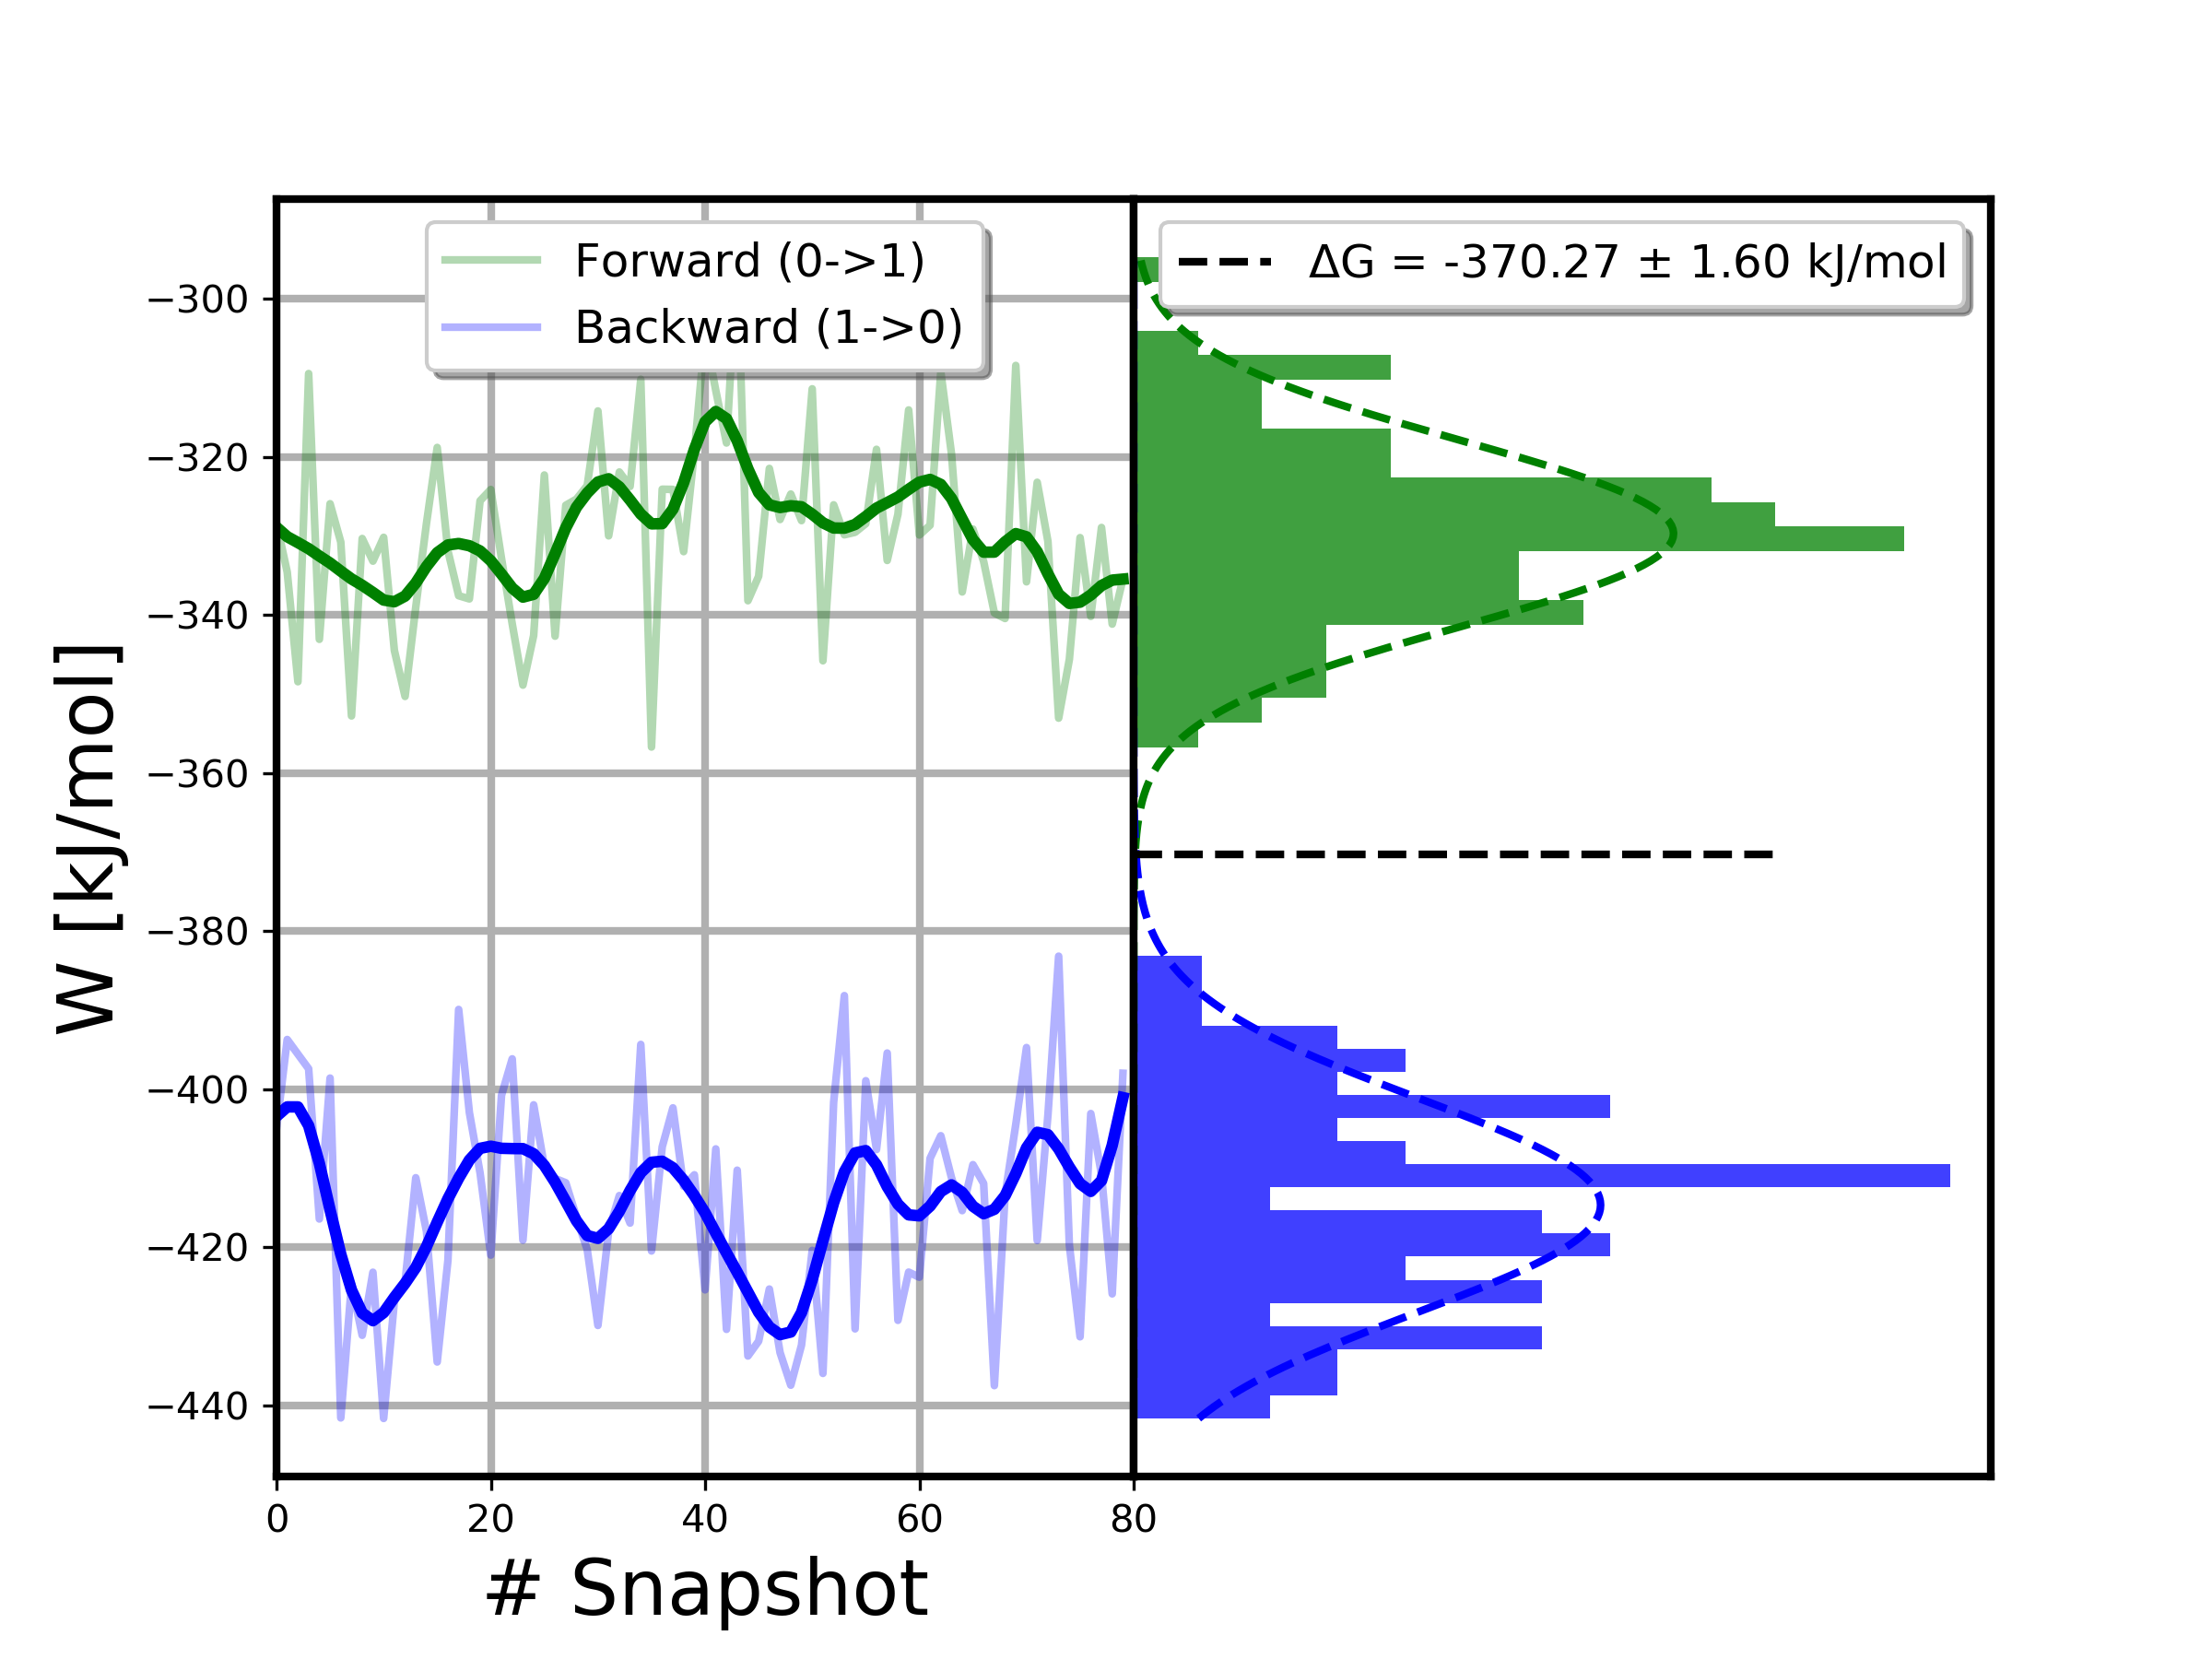 Forward (0->1)
Backward (1->0)
ΔG = -370.27 ± 1.60 kJ/mol
−300
−320
−340
−360
−380
−400
−420
−440
W [kJ/mol]
0 20 40 60 80
# Snapshot